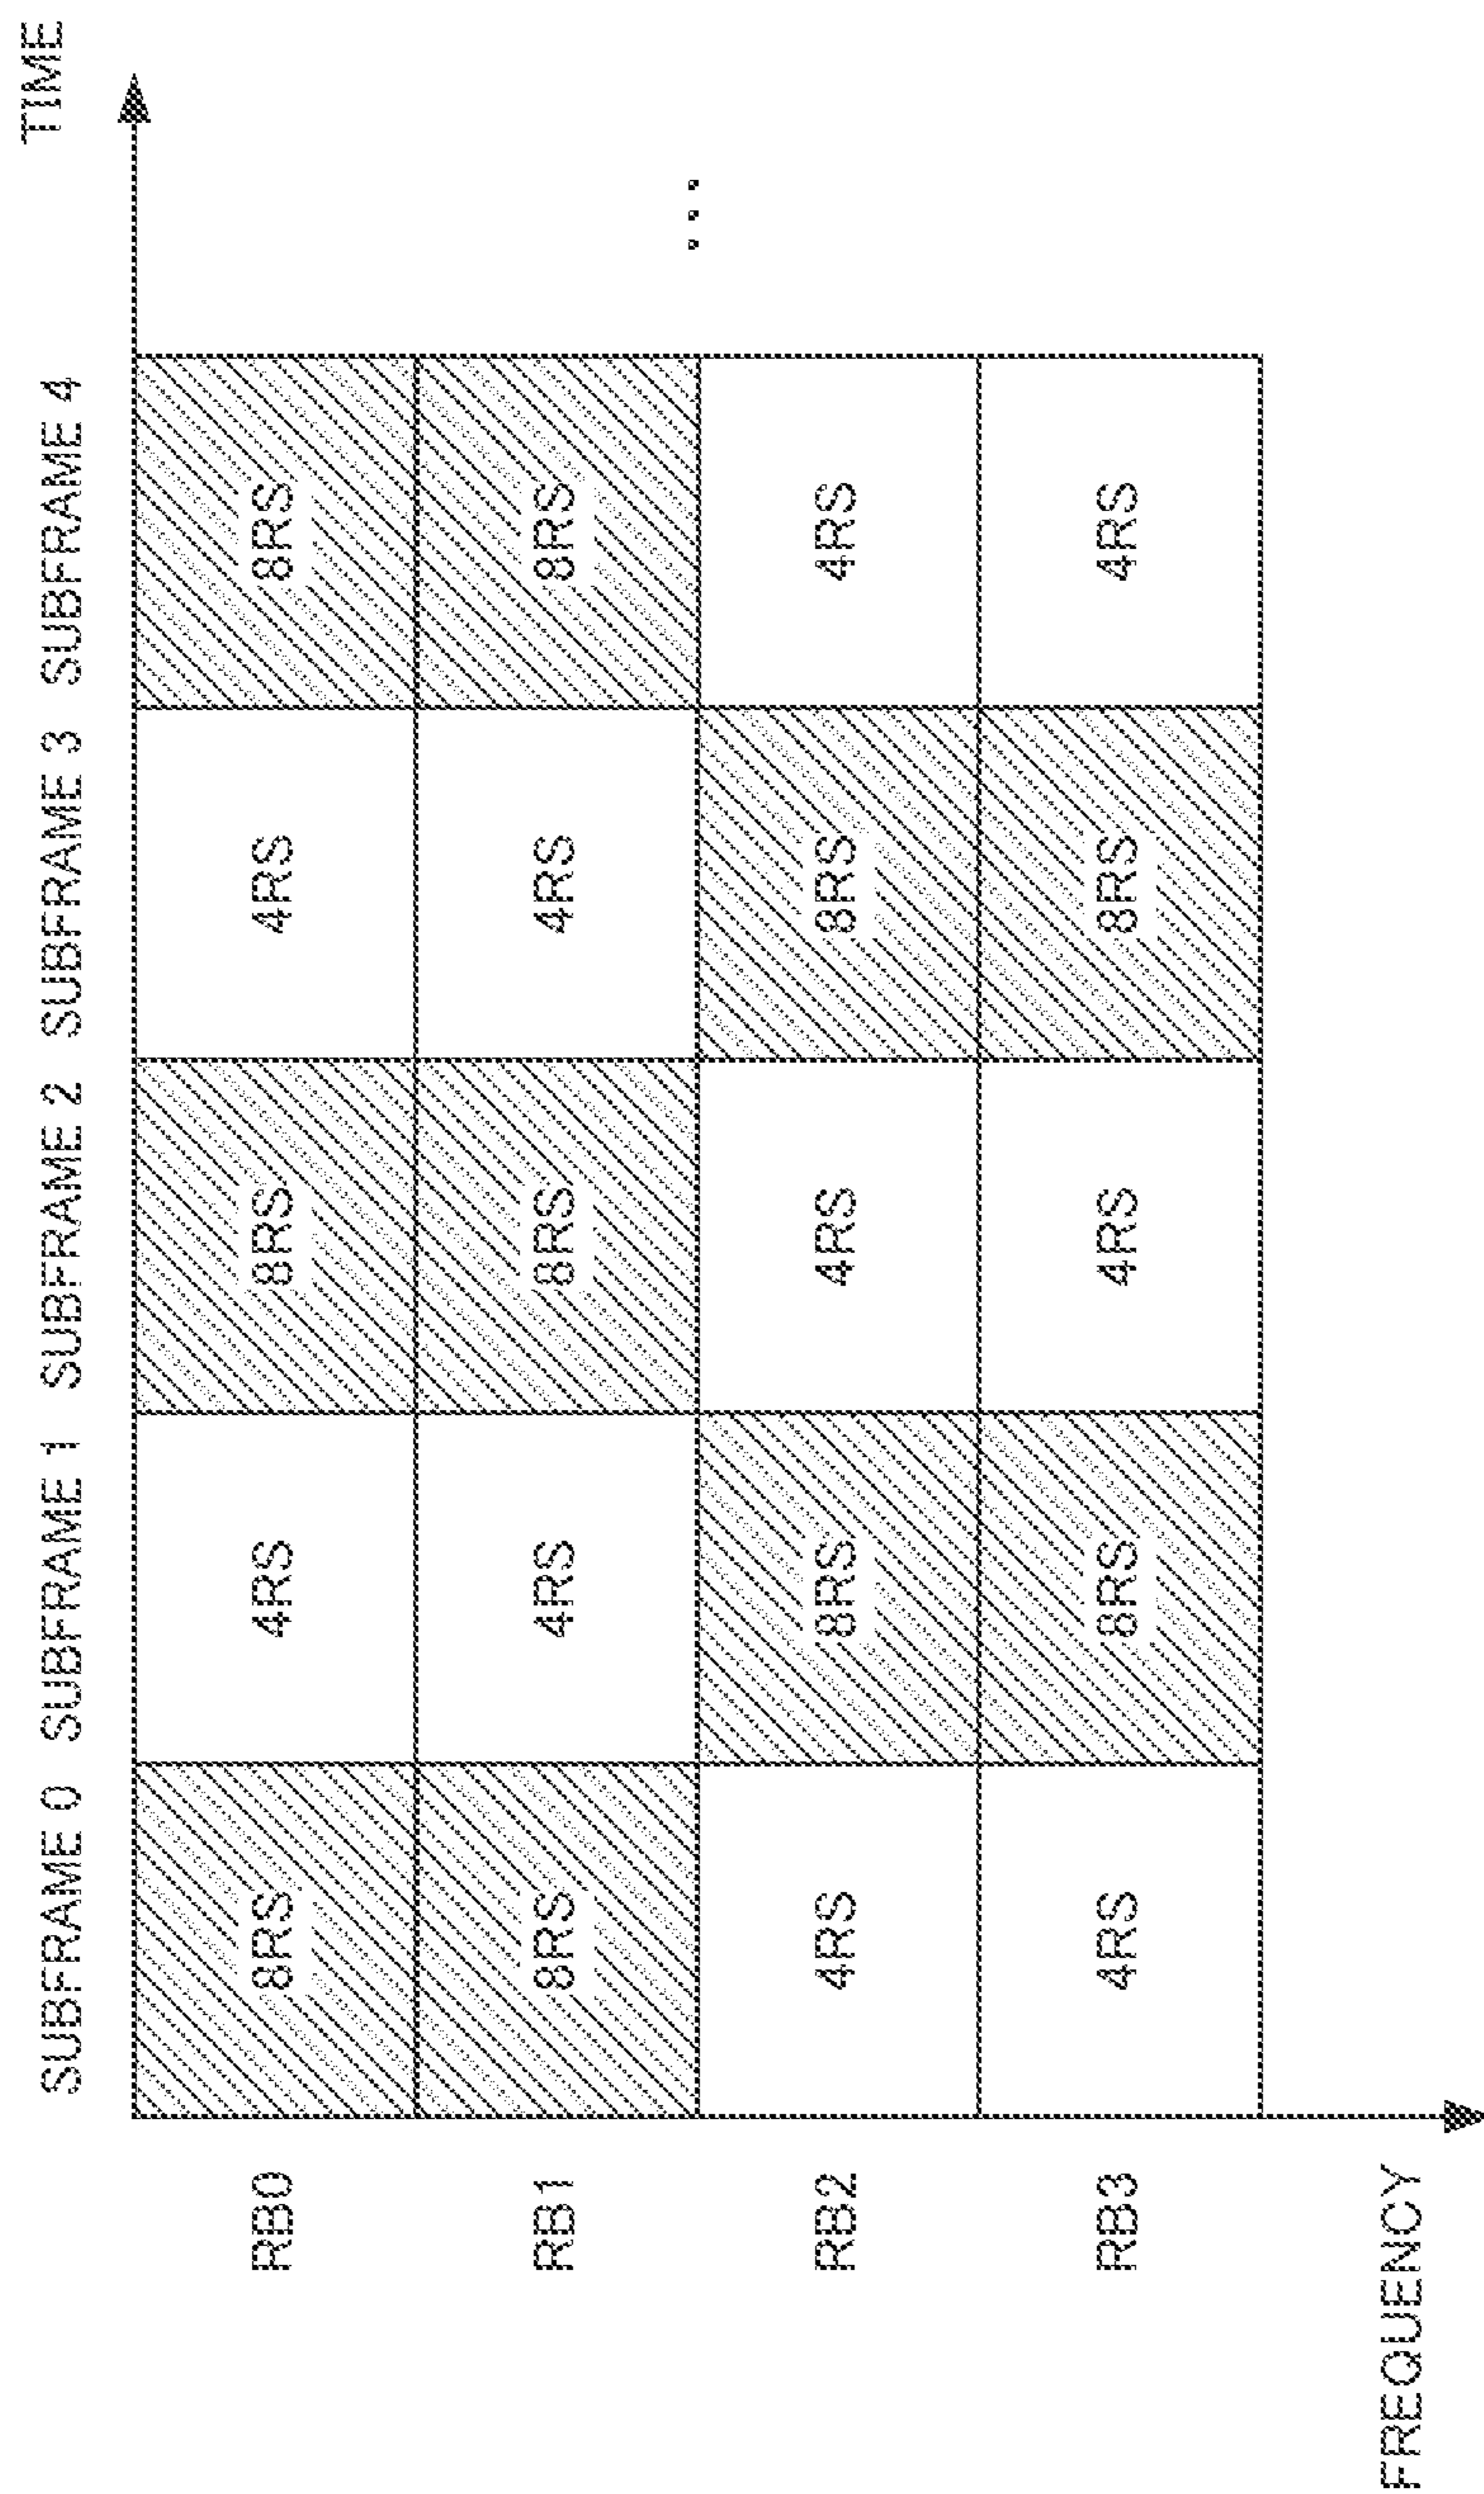 SUBFRAME 0 SUBFRAME 1 SUBFRAME 2 SUBFRAME 3 SUBFRAME 4 TIME
RB0 8RS 4RS 8RS 4RS 8RS
RB1 8RS 4RS 8RS 4RS 8RS
RB2 4RS 8RS 4RS 8RS 4RS ...
RB3 4RS 8RS 4RS 8RS 4RS
FREQUENCY